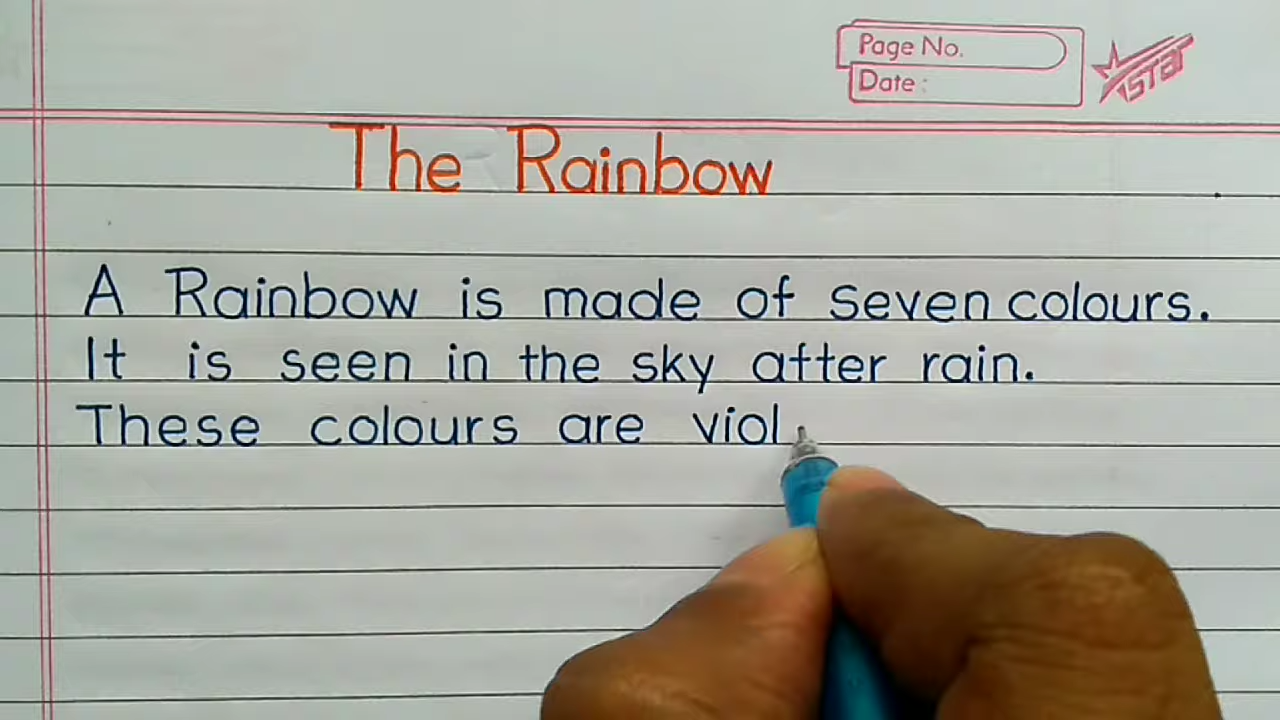 Page No.
Date :
STAR
The Rainbow
A Rainbow is made of seven colours.
It is seen in the sky after rain.
These colours are viol